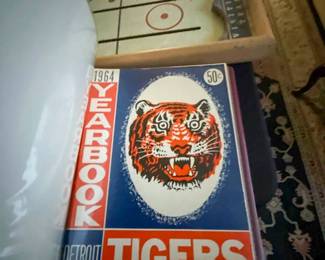 1964
50¢
YEARBOOK
DETROIT TIGERS